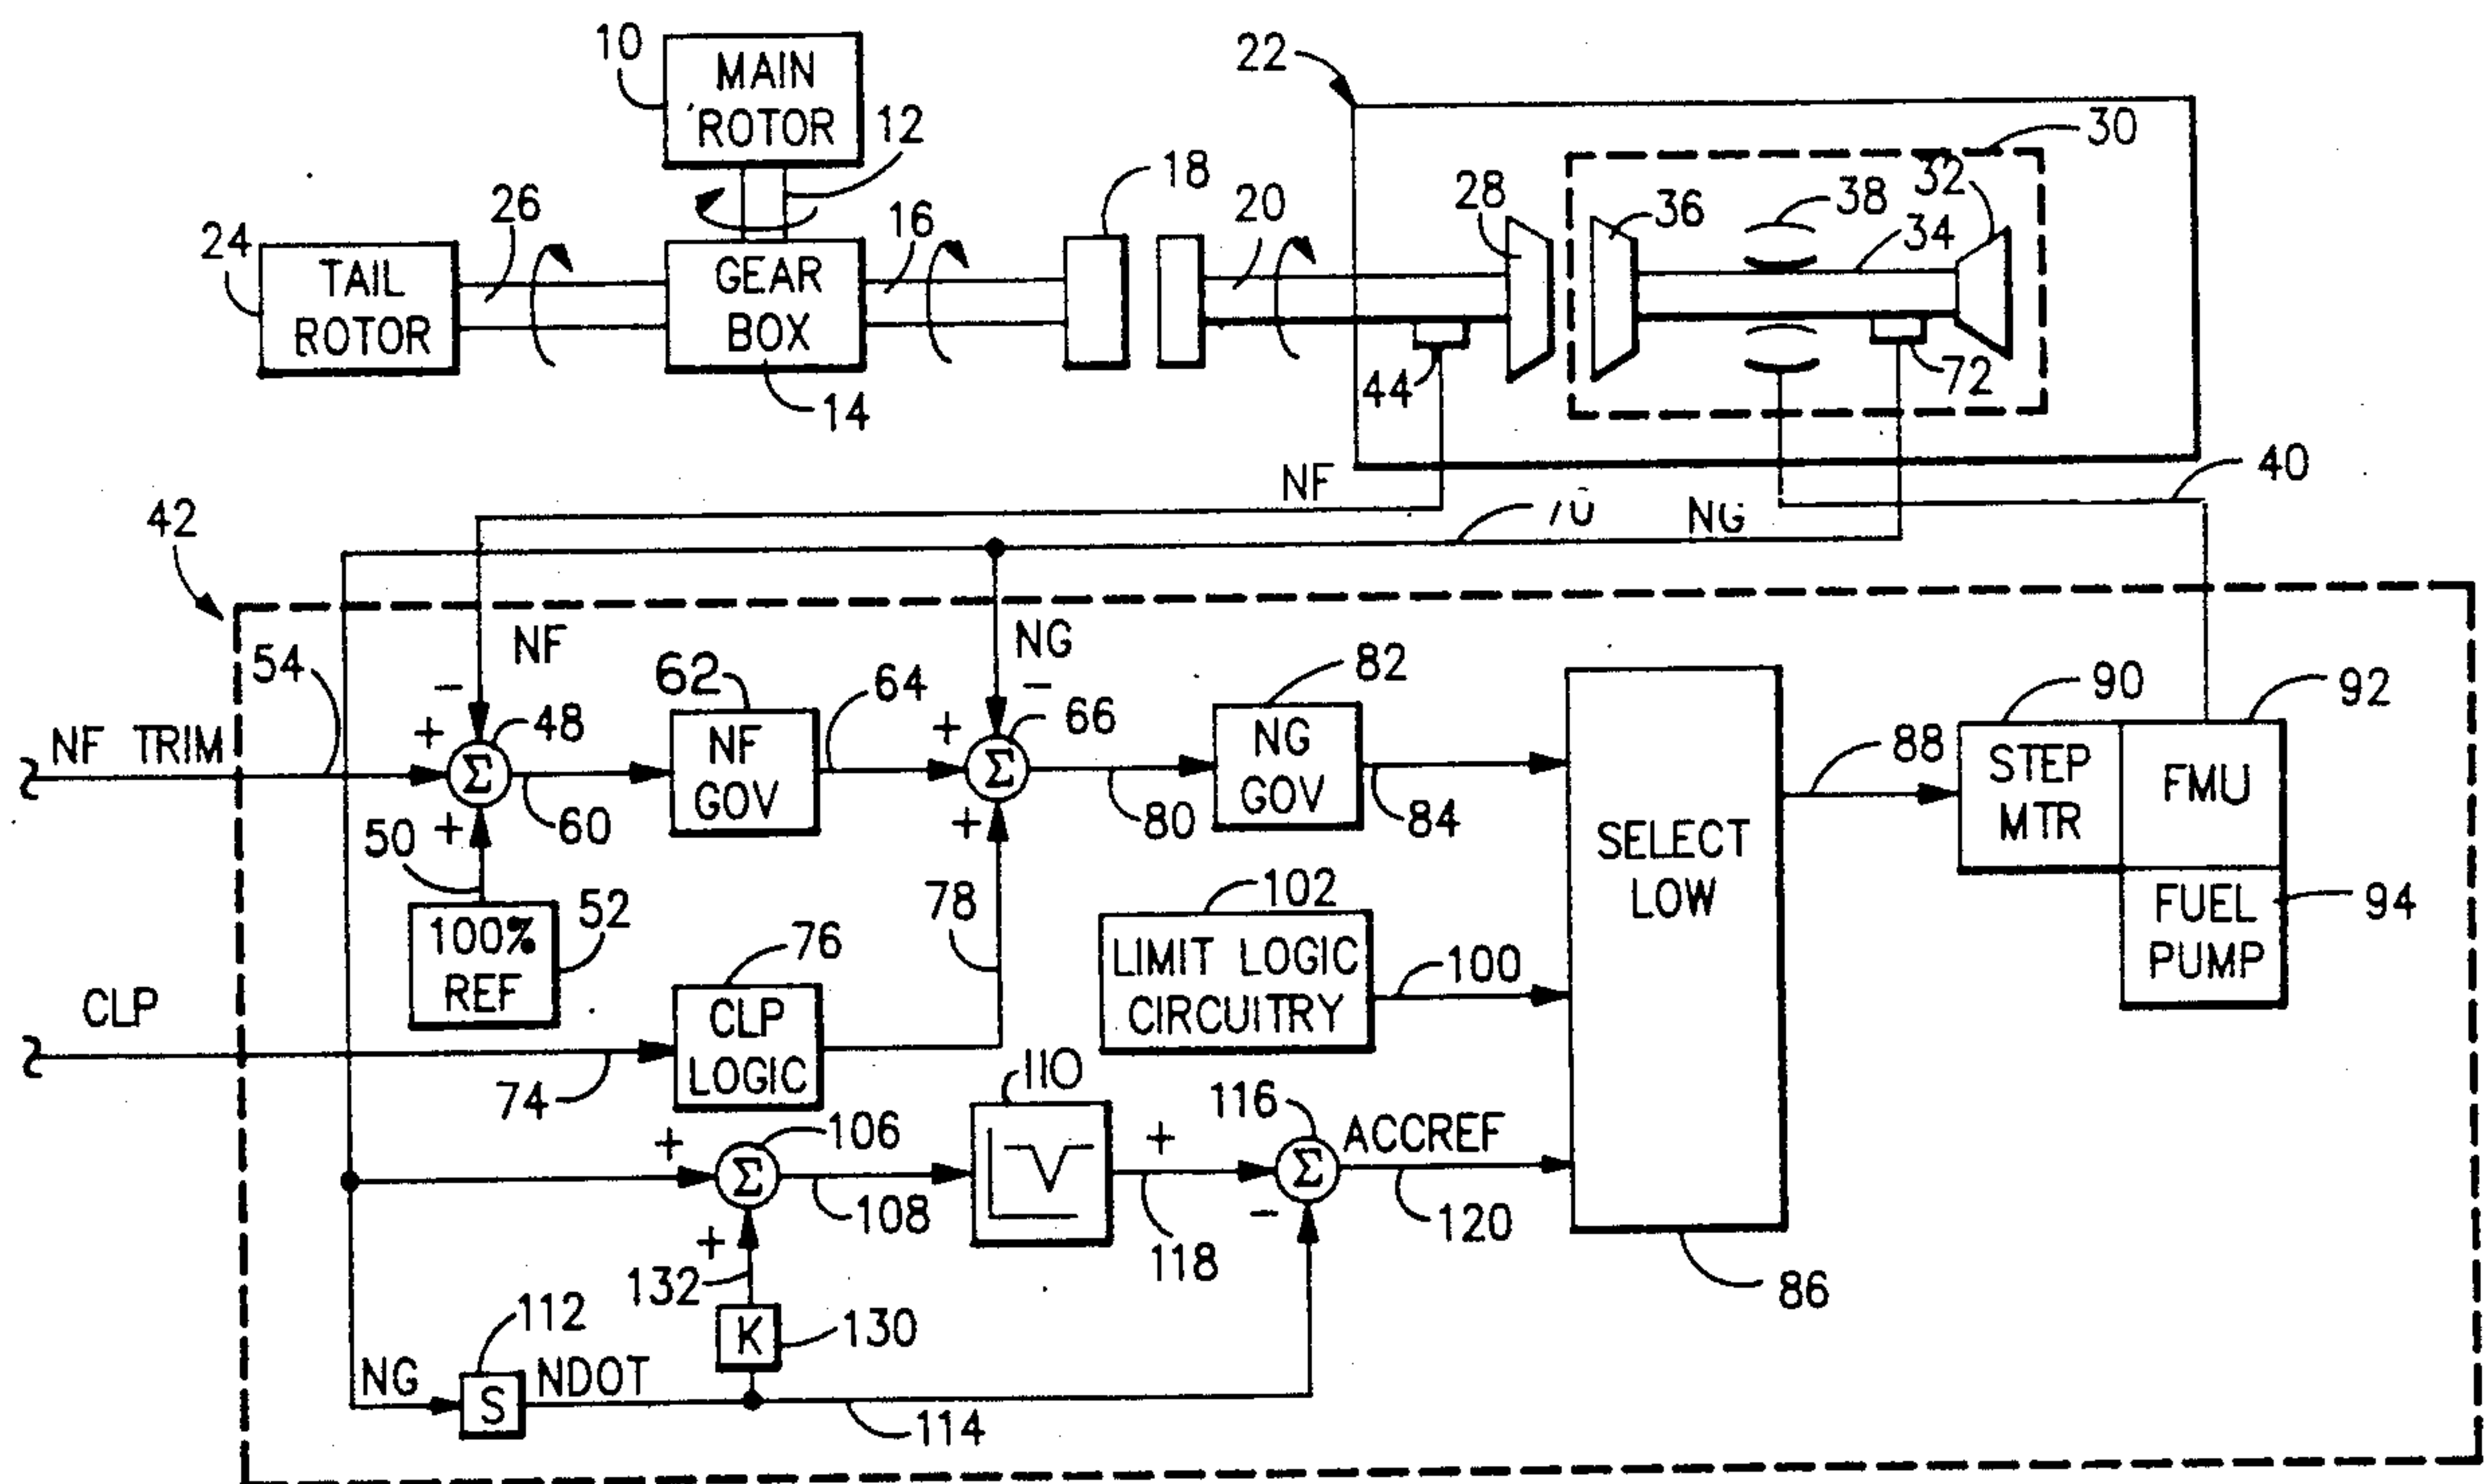 10
MAIN
ROTOR
12
22
30
18
32
26
20
28
36
38
16
34
24
TAIL
ROTOR
GEAR
BOX
14
44
72
40
NF
NG
42
NF
NG
54
62
64
82
90
92
66
48
NF TRIM
−
+
Σ
+
60
NF
GOV
−
+
Σ
+
80
NG
GOV
84
88
STEP
MTR
FMU
SELECT
LOW
50
100%
REF
52
78
102
FUEL
PUMP
94
76
LIMIT LOGIC
CIRCUITRY
100
CLP
CLP
LOGIC
74
110
116
ACCREF
106
+
Σ
+
108
+
Σ
−
118
120
132
86
112
K
130
NG
S
NDOT
114